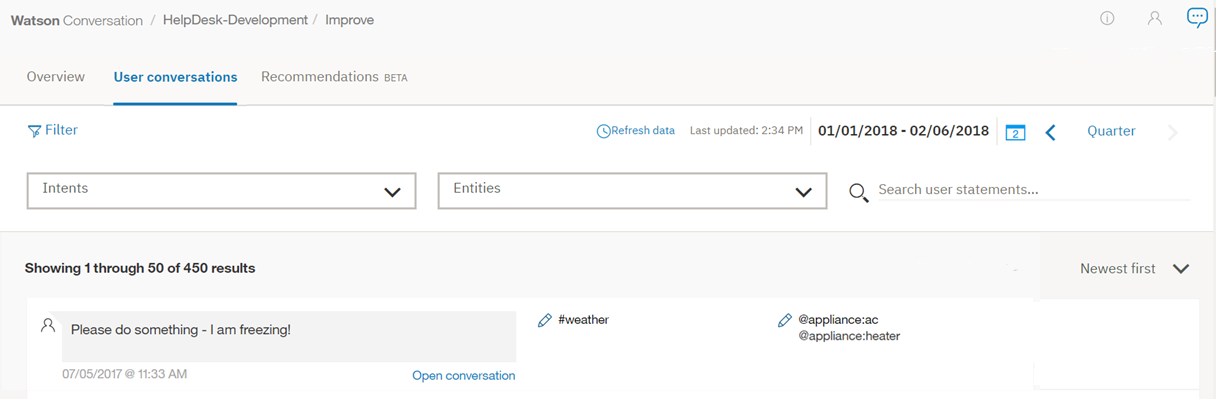 Watson Conversation / HelpDesk-Development / Improve
Overview User conversations Recommendations BETA
Filter Refresh data Last updated: 2:34 PM 01/01/2018 - 02/06/2018 2 Quarter
Intents Entities Search user statements...
Showing 1 through 50 of 450 results Newest first
Please do something - I am freezing! #weather @appliance:ac
@appliance:heater
07/05/2017 @ 11:33 AM Open conversation